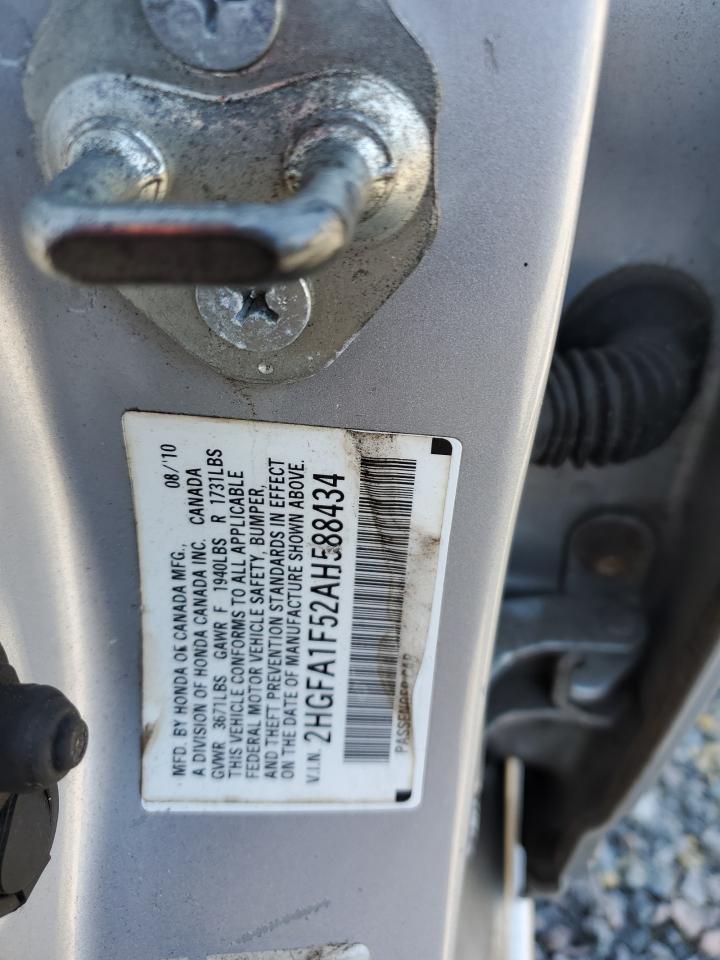 MFD. BY HONDA OF CANADA MFG., 08/'10
A DIVISION OF HONDA CANADA INC. CANADA
GVWR 3671LBS GAWR F 1940LBS R 1731LBS
THIS VEHICLE CONFORMS TO ALL APPLICABLE
FEDERAL MOTOR VEHICLE SAFETY, BUMPER,
AND THEFT PREVENTION STANDARDS IN EFFECT
ON THE DATE OF MANUFACTURE SHOWN ABOVE.
V.I.N. 2HGFA1F52AH588434
PASSENGER CAR